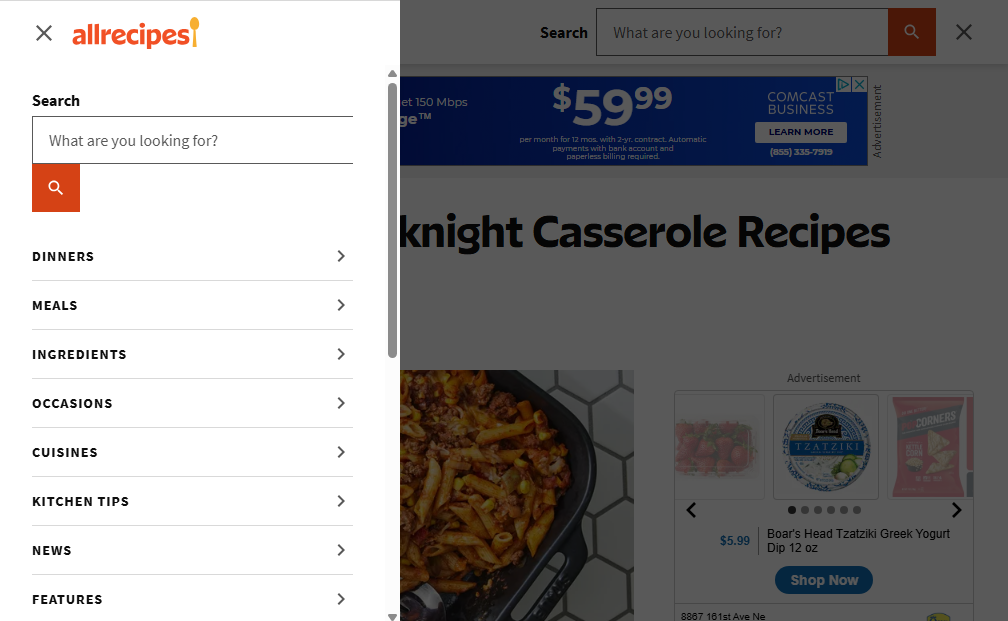 allrecipes
Search
What are you looking for?
DINNERS
MEALS
INGREDIENTS
OCCASIONS
CUISINES
KITCHEN TIPS
NEWS
FEATURES
Search
What are you looking for?
et 150 Mbps
ge™
$59.99
per month for 12 mos. with 2-yr. contract. Automatic
payments with bank account and
paperless billing required.
COMCAST
BUSINESS
LEARN MORE
(855) 335-7919
Advertisement
knight Casserole Recipes
Advertisement
Boar's Head
TZATZIKI
CORNERS
$5.99
Boar's Head Tzatziki Greek Yogurt
Dip 12 oz
Shop Now
8867 161st Ave Ne